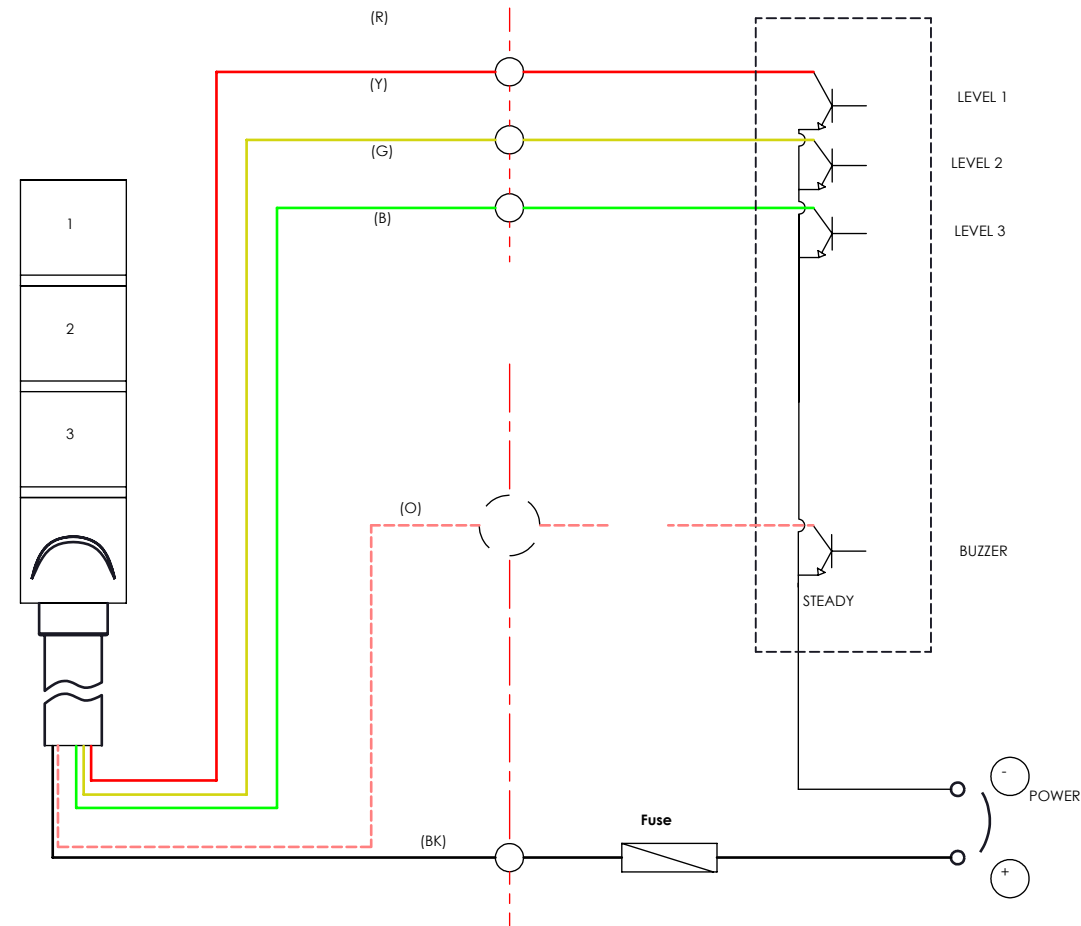 (R)
(Y)
LEVEL 1
(G)
LEVEL 2
1
(B)
LEVEL 3
2
3
(O)
BUZZER
STEADY
-
POWER
Fuse
(BK)
+